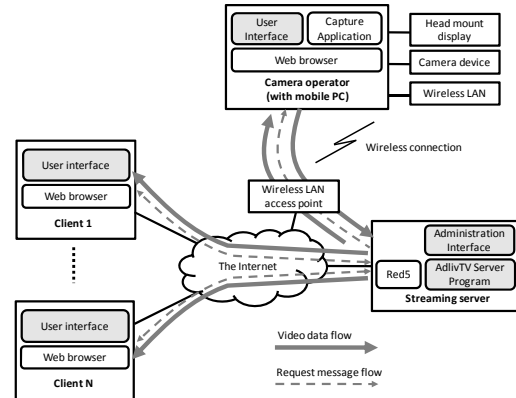 User
Interface
Capture
Application
Web browser
Camera operator
(with mobile PC)
Head mount
display
Camera device
Wireless LAN
Wireless connection
User interface
Web browser
Client 1
Wireless LAN
access point
The Internet
Administration
Interface
Red5
AdlivTV Server
Program
Streaming server
User interface
Web browser
Client N
Video data flow
Request message flow